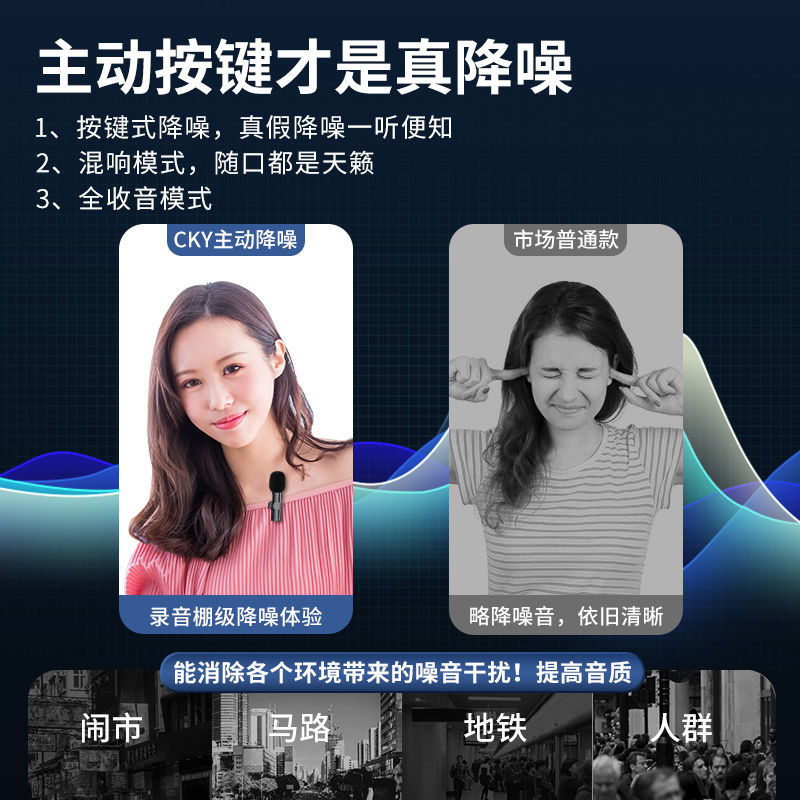 主动按键才是真降噪
1、按键式降噪，真假降噪一听便知
2、混响模式，随口都是天籁
3、全收音模式
CKY主动降噪
市场普通款
录音棚级降噪体验
略降噪音，依旧清晰
能消除各个环境带来的噪音干扰！提高音质
闹市
马路
地铁
人群